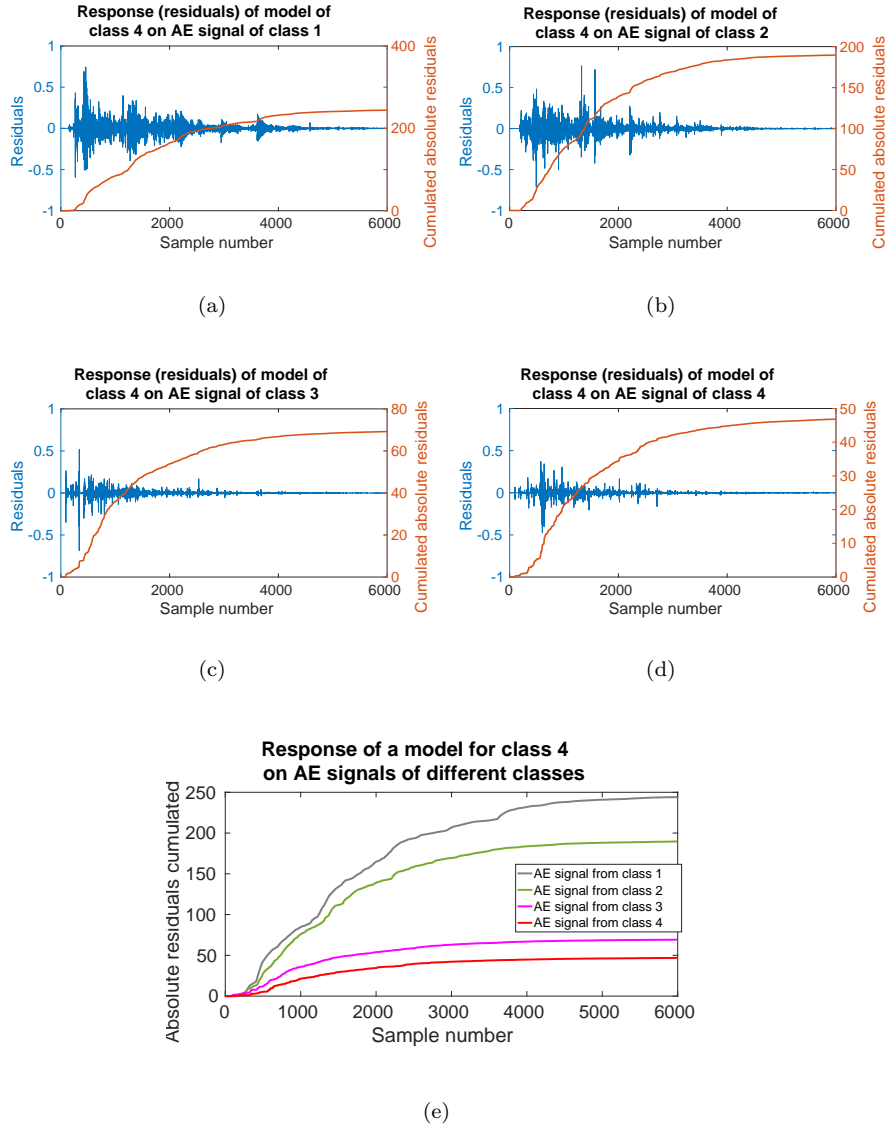 Response (residuals) of model of
class 4 on AE signal of class 1
1
0.5
0
-0.5
-1
Residuals
0
2000
4000
6000
Sample number
400
200
0
Cumulated absolute residuals
(a)
Response (residuals) of model of
class 4 on AE signal of class 2
1
0.5
0
-0.5
-1
Residuals
0
2000
4000
6000
Sample number
200
150
100
50
0
Cumulated absolute residuals
(b)
Response (residuals) of model of
class 4 on AE signal of class 3
1
0.5
0
-0.5
-1
Residuals
0
2000
4000
6000
Sample number
80
60
40
20
0
Cumulated absolute residuals
(c)
Response (residuals) of model of
class 4 on AE signal of class 4
1
0.5
0
-0.5
-1
Residuals
0
2000
4000
6000
Sample number
50
40
30
20
10
0
Cumulated absolute residuals
(d)
Response of a model for class 4
on AE signals of different classes
250
200
150
100
50
0
Absolute residuals cumulated
0
1000
2000
3000
4000
5000
6000
Sample number
AE signal from class 1
AE signal from class 2
AE signal from class 3
AE signal from class 4
(e)